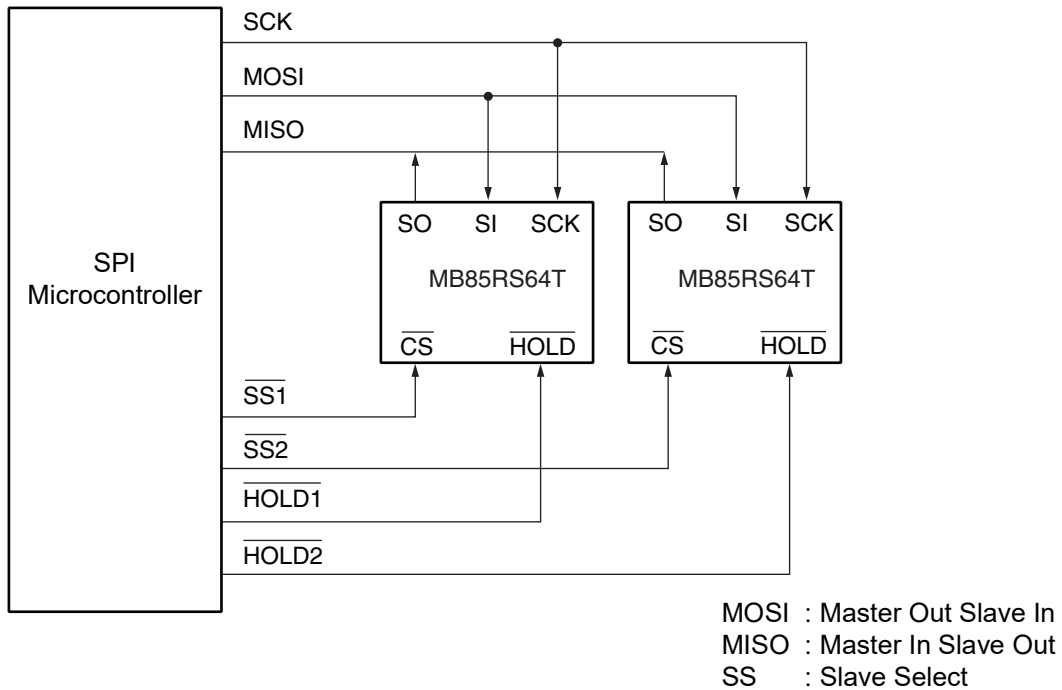 SCK
MOSI
MISO
SO SI SCK
MB85RS64T
CS HOLD
SO SI SCK
MB85RS64T
CS HOLD
SPI
Microcontroller
SS1
SS2
HOLD1
HOLD2
MOSI : Master Out Slave In
MISO : Master In Slave Out
SS : Slave Select